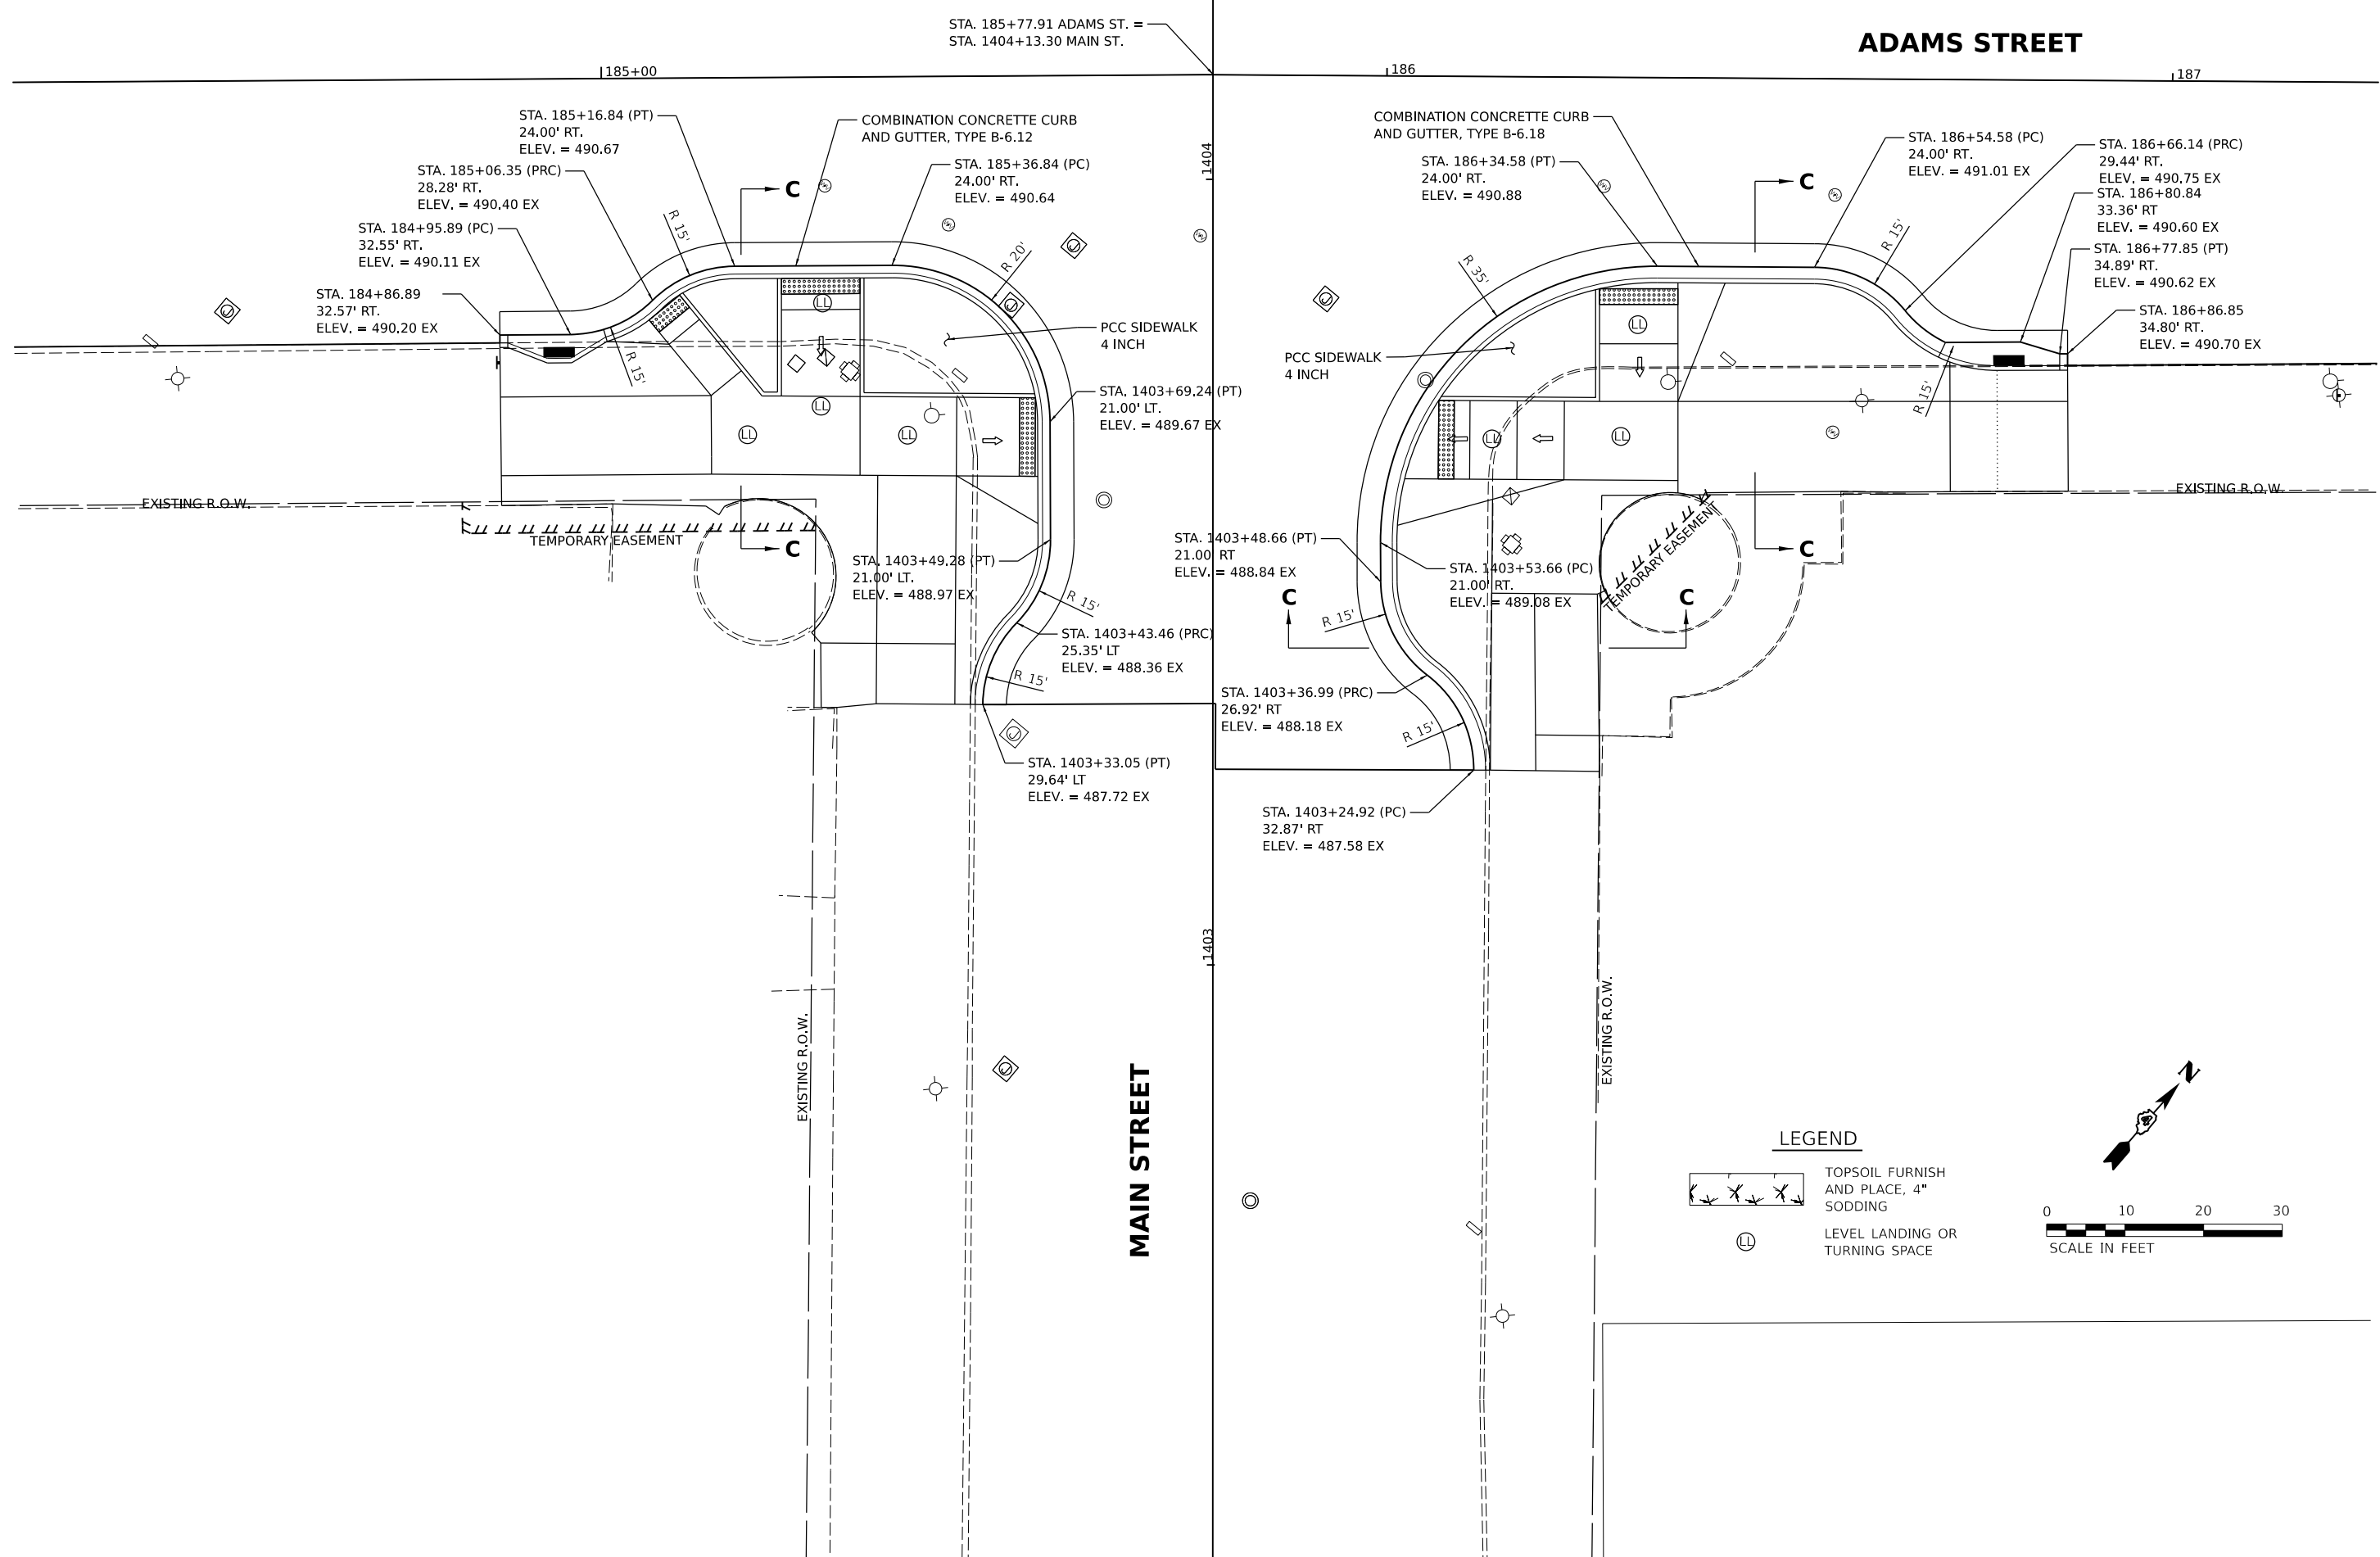 STA. 185+77.91 ADAMS ST. =
STA. 1404+13.30 MAIN ST.
ADAMS STREET
185+00
186
187
STA. 185+16.84 (PT)
24.00' RT.
ELEV. = 490.67
COMBINATION CONCRETTE CURB
AND GUTTER, TYPE B-6.12
COMBINATION CONCRETTE CURB
AND GUTTER, TYPE B-6.18
STA. 186+54.58 (PC)
24.00' RT.
ELEV. = 491.01 EX
STA. 186+66.14 (PRC)
29.44' RT.
ELEV. = 490.75 EX
STA. 185+06.35 (PRC)
28.28' RT.
ELEV. = 490.40 EX
STA. 185+36.84 (PC)
24.00' RT.
ELEV. = 490.64
1404
STA. 186+34.58 (PT)
24.00' RT.
ELEV. = 490.88
C
C
STA. 186+80.84
33.36' RT
ELEV. = 490.60 EX
STA. 184+95.89 (PC)
32.55' RT.
ELEV. = 490.11 EX
R 15'
R 20'
R 35'
R 15'
STA. 186+77.85 (PT)
34.89' RT.
ELEV. = 490.62 EX
STA. 184+86.89
32.57' RT.
ELEV. = 490.20 EX
LL
LL
STA. 186+86.85
34.80' RT.
ELEV. = 490.70 EX
PCC SIDEWALK
4 INCH
PCC SIDEWALK
4 INCH
R 15'
R 15'
STA. 1403+69.24 (PT)
21.00' LT.
ELEV. = 489.67 EX
LL
LL
LL
LL
LL
EXISTING R.O.W.
EXISTING R.O.W.
TEMPORARY EASEMENT
TEMPORARY EASEMENT
C
C
STA. 1403+49.28 (PT)
21.00' LT.
ELEV. = 488.97 EX
STA. 1403+48.66 (PT)
21.00' RT
ELEV. = 488.84 EX
STA. 1403+53.66 (PC)
21.00' RT.
ELEV. = 489.08 EX
C
C
R 15'
R 15'
STA. 1403+43.46 (PRC)
25.35' LT
ELEV. = 488.36 EX
R 15'
STA. 1403+36.99 (PRC)
26.92' RT
ELEV. = 488.18 EX
R 15'
STA. 1403+33.05 (PT)
29.64' LT
ELEV. = 487.72 EX
STA. 1403+24.92 (PC)
32.87' RT
ELEV. = 487.58 EX
1403
EXISTING R.O.W.
EXISTING R.O.W.
MAIN STREET
N
LEGEND
TOPSOIL FURNISH
AND PLACE, 4"
SODDING
LL
LEVEL LANDING OR
TURNING SPACE
0 10 20 30
SCALE IN FEET